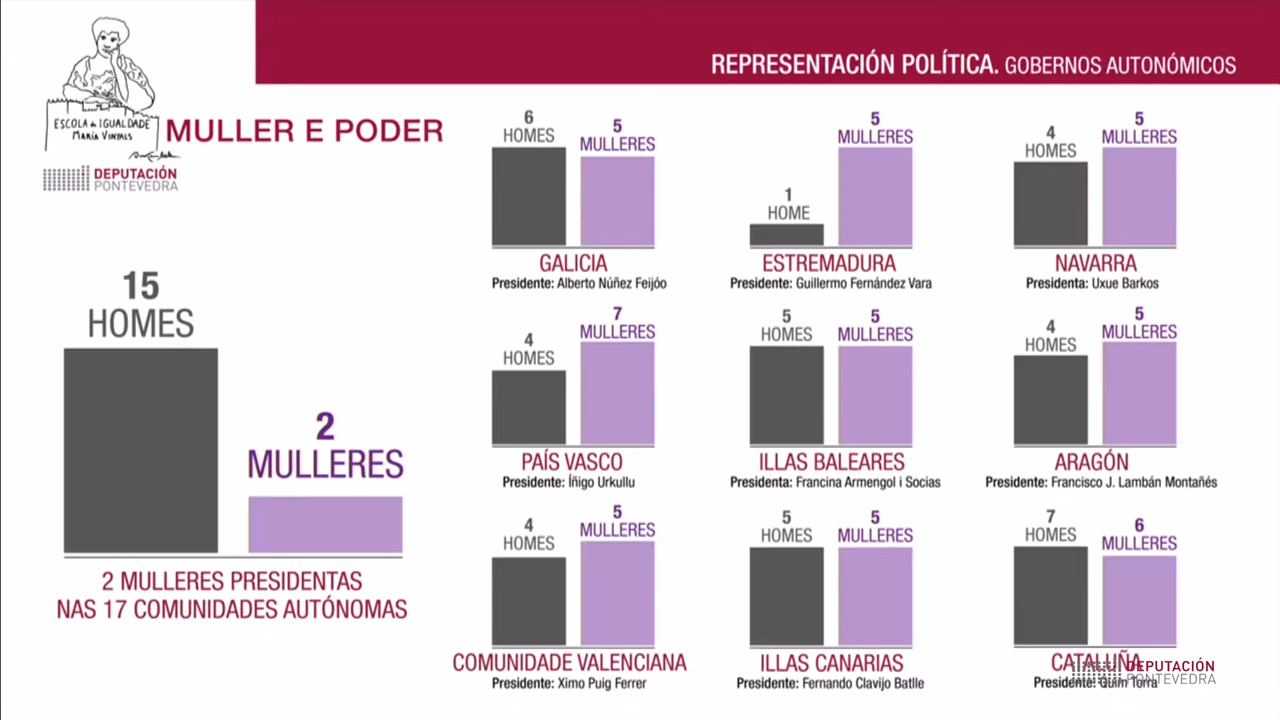 REPRESENTACIÓN POLÍTICA. GOBERNOS AUTONÓMICOS
ESCOLA de IGUALDADE
MARÍA VINYALS
MULLER E PODER
DEPUTACIÓN
PONTEVEDRA
15
HOMES
2
MULLERES
2 MULLERES PRESIDENTAS
NAS 17 COMUNIDADES AUTÓNOMAS
6
HOMES
5
MULLERES
GALICIA
Presidente: Alberto Núñez Feijóo
1
HOME
5
MULLERES
ESTREMADURA
Presidente: Guillermo Fernández Vara
4
HOMES
5
MULLERES
NAVARRA
Presidenta: Uxue Barkos
4
HOMES
7
MULLERES
PAÍS VASCO
Presidente: Íñigo Urkullu
5
HOMES
5
MULLERES
ILLAS BALEARES
Presidenta: Francina Armengol i Socias
4
HOMES
5
MULLERES
ARAGÓN
Presidente: Francisco J. Lambán Montañés
4
HOMES
5
MULLERES
COMUNIDADE VALENCIANA
Presidente: Ximo Puig Ferrer
5
HOMES
5
MULLERES
ILLAS CANARIAS
Presidente: Fernando Clavijo Batlle
7
HOMES
6
MULLERES
CATALUÑA
Presidente: Quim Torra
DEPUTACIÓN
PONTEVEDRA